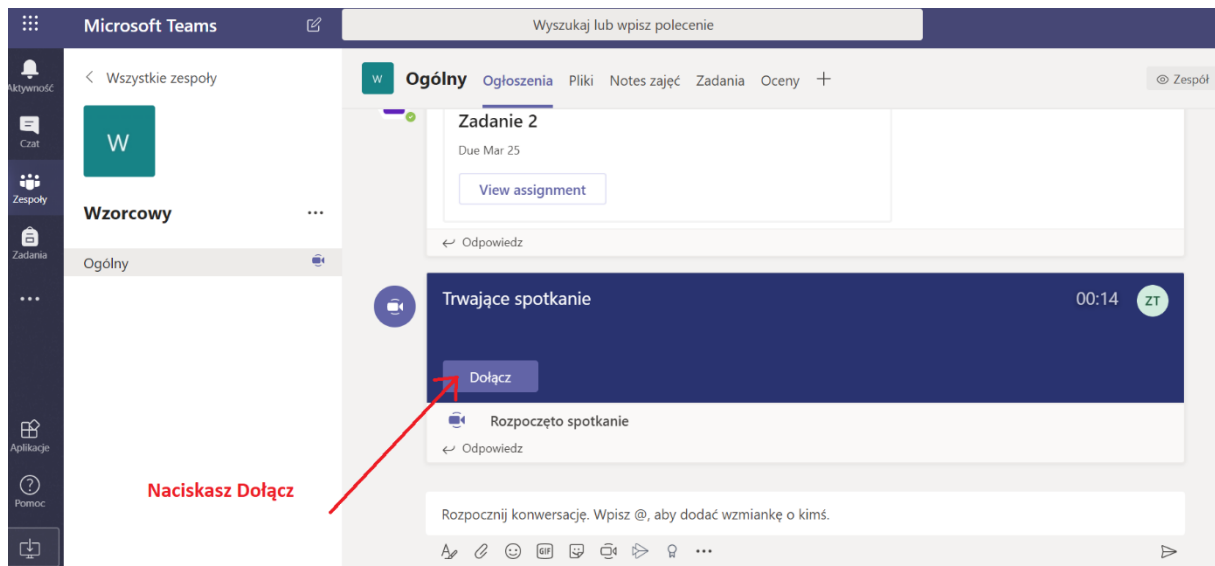 Microsoft Teams
Wyszukaj lub wpisz polecenie
Aktywność
Czat
Zespoły
Zadania
Aplikacje
Pomoc
Wszystkie zespoły
W
Wzorcowy
Ogólny
W Ogólny Ogłoszenia Pliki Notes zajęć Zadania Oceny
Zespół
Zadanie 2
Due Mar 25
View assignment
Odpowiedz
Trwające spotkanie 00:14 ZT
Dołącz
Rozpoczęto spotkanie
Odpowiedz
Naciskasz Dołącz
Rozpocznij konwersację. Wpisz @, aby dodać wzmiankę o kimś.
GIF